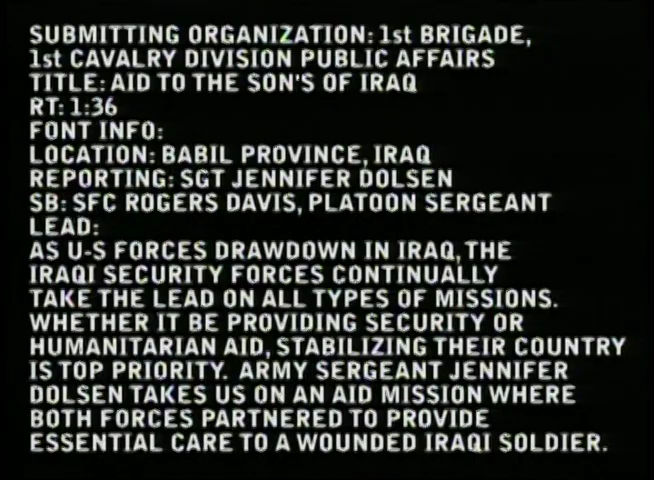 SUBMITTING ORGANIZATION: 1st BRIGADE,
1st CAVALRY DIVISION PUBLIC AFFAIRS
TITLE: AID TO THE SON'S OF IRAQ
RT: 1:36
FONT INFO:
LOCATION: BABIL PROVINCE, IRAQ
REPORTING: SGT JENNIFER DOLSEN
SB: SFC ROGERS DAVIS, PLATOON SERGEANT
LEAD:
AS U-S FORCES DRAWDOWN IN IRAQ, THE
IRAQI SECURITY FORCES CONTINUALLY
TAKE THE LEAD ON ALL TYPES OF MISSIONS.
WHETHER IT BE PROVIDING SECURITY OR
HUMANITARIAN AID, STABILIZING THEIR COUNTRY
IS TOP PRIORITY. ARMY SERGEANT JENNIFER
DOLSEN TAKES US ON AN AID MISSION WHERE
BOTH FORCES PARTNERED TO PROVIDE
ESSENTIAL CARE TO A WOUNDED IRAQI SOLDIER.